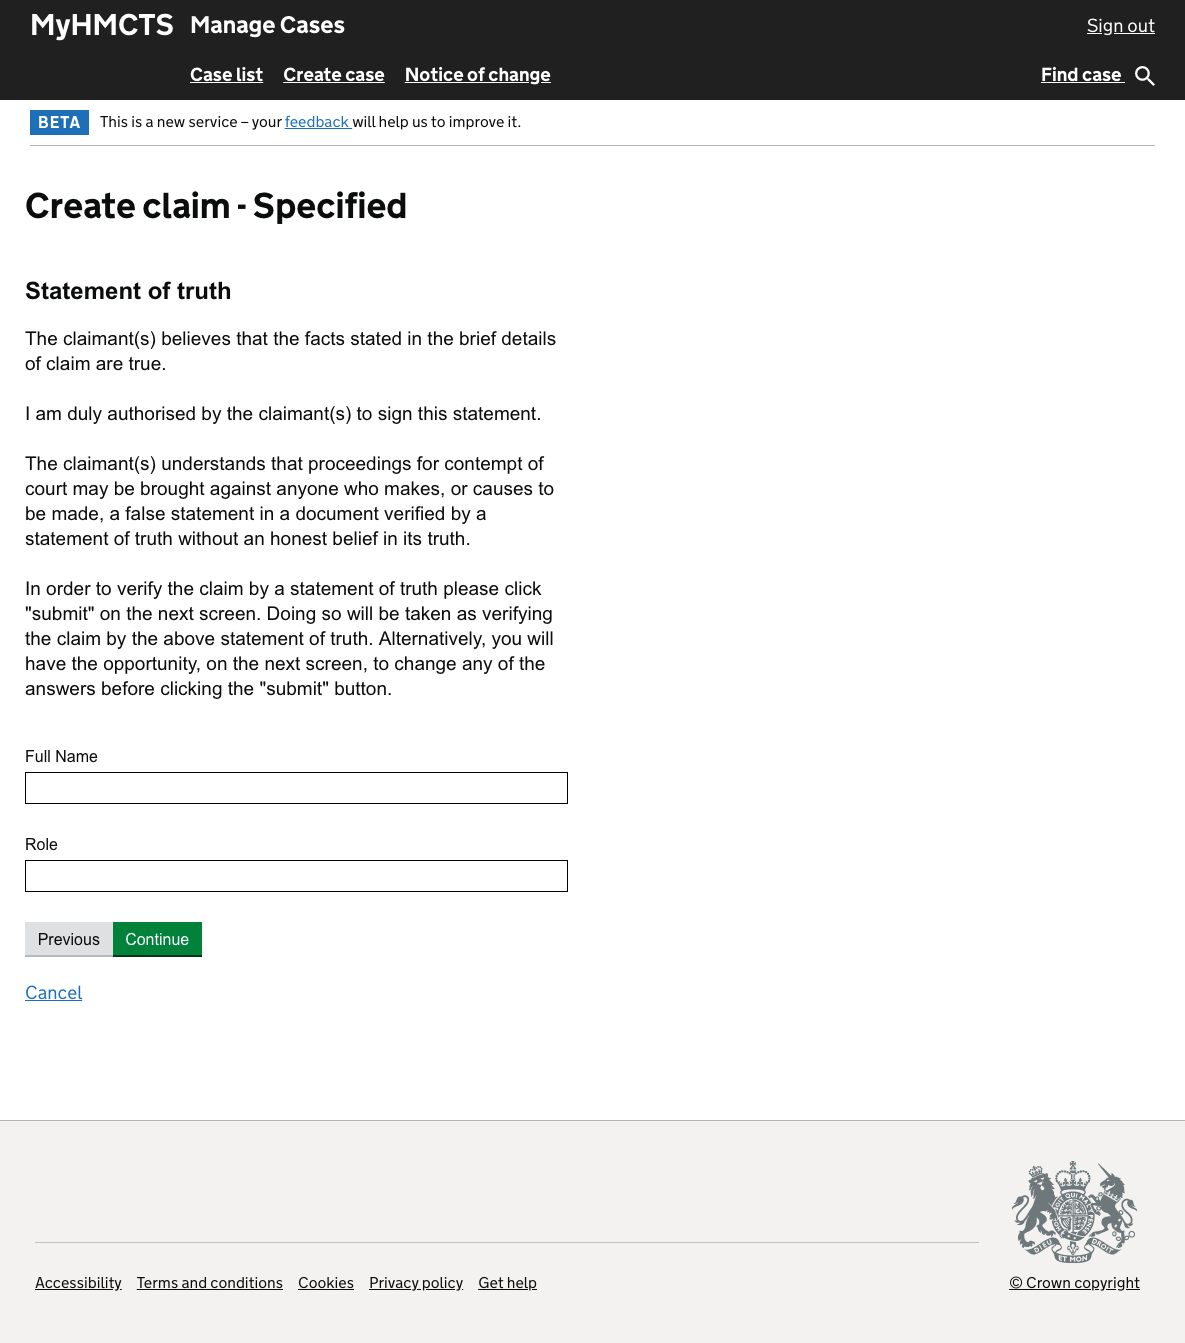 MyHMCTS Manage Cases Sign out
Case list Create case Notice of change Find case
BETA This is a new service – your feedback will help us to improve it.
Create claim - Specified
Statement of truth
The claimant(s) believes that the facts stated in the brief details
of claim are true.
I am duly authorised by the claimant(s) to sign this statement.
The claimant(s) understands that proceedings for contempt of
court may be brought against anyone who makes, or causes to
be made, a false statement in a document verified by a
statement of truth without an honest belief in its truth.
In order to verify the claim by a statement of truth please click
"submit" on the next screen. Doing so will be taken as verifying
the claim by the above statement of truth. Alternatively, you will
have the opportunity, on the next screen, to change any of the
answers before clicking the "submit" button.
Full Name
Role
Previous Continue
Cancel
DIEU ET MON DROIT
Accessibility Terms and conditions Cookies Privacy policy Get help © Crown copyright